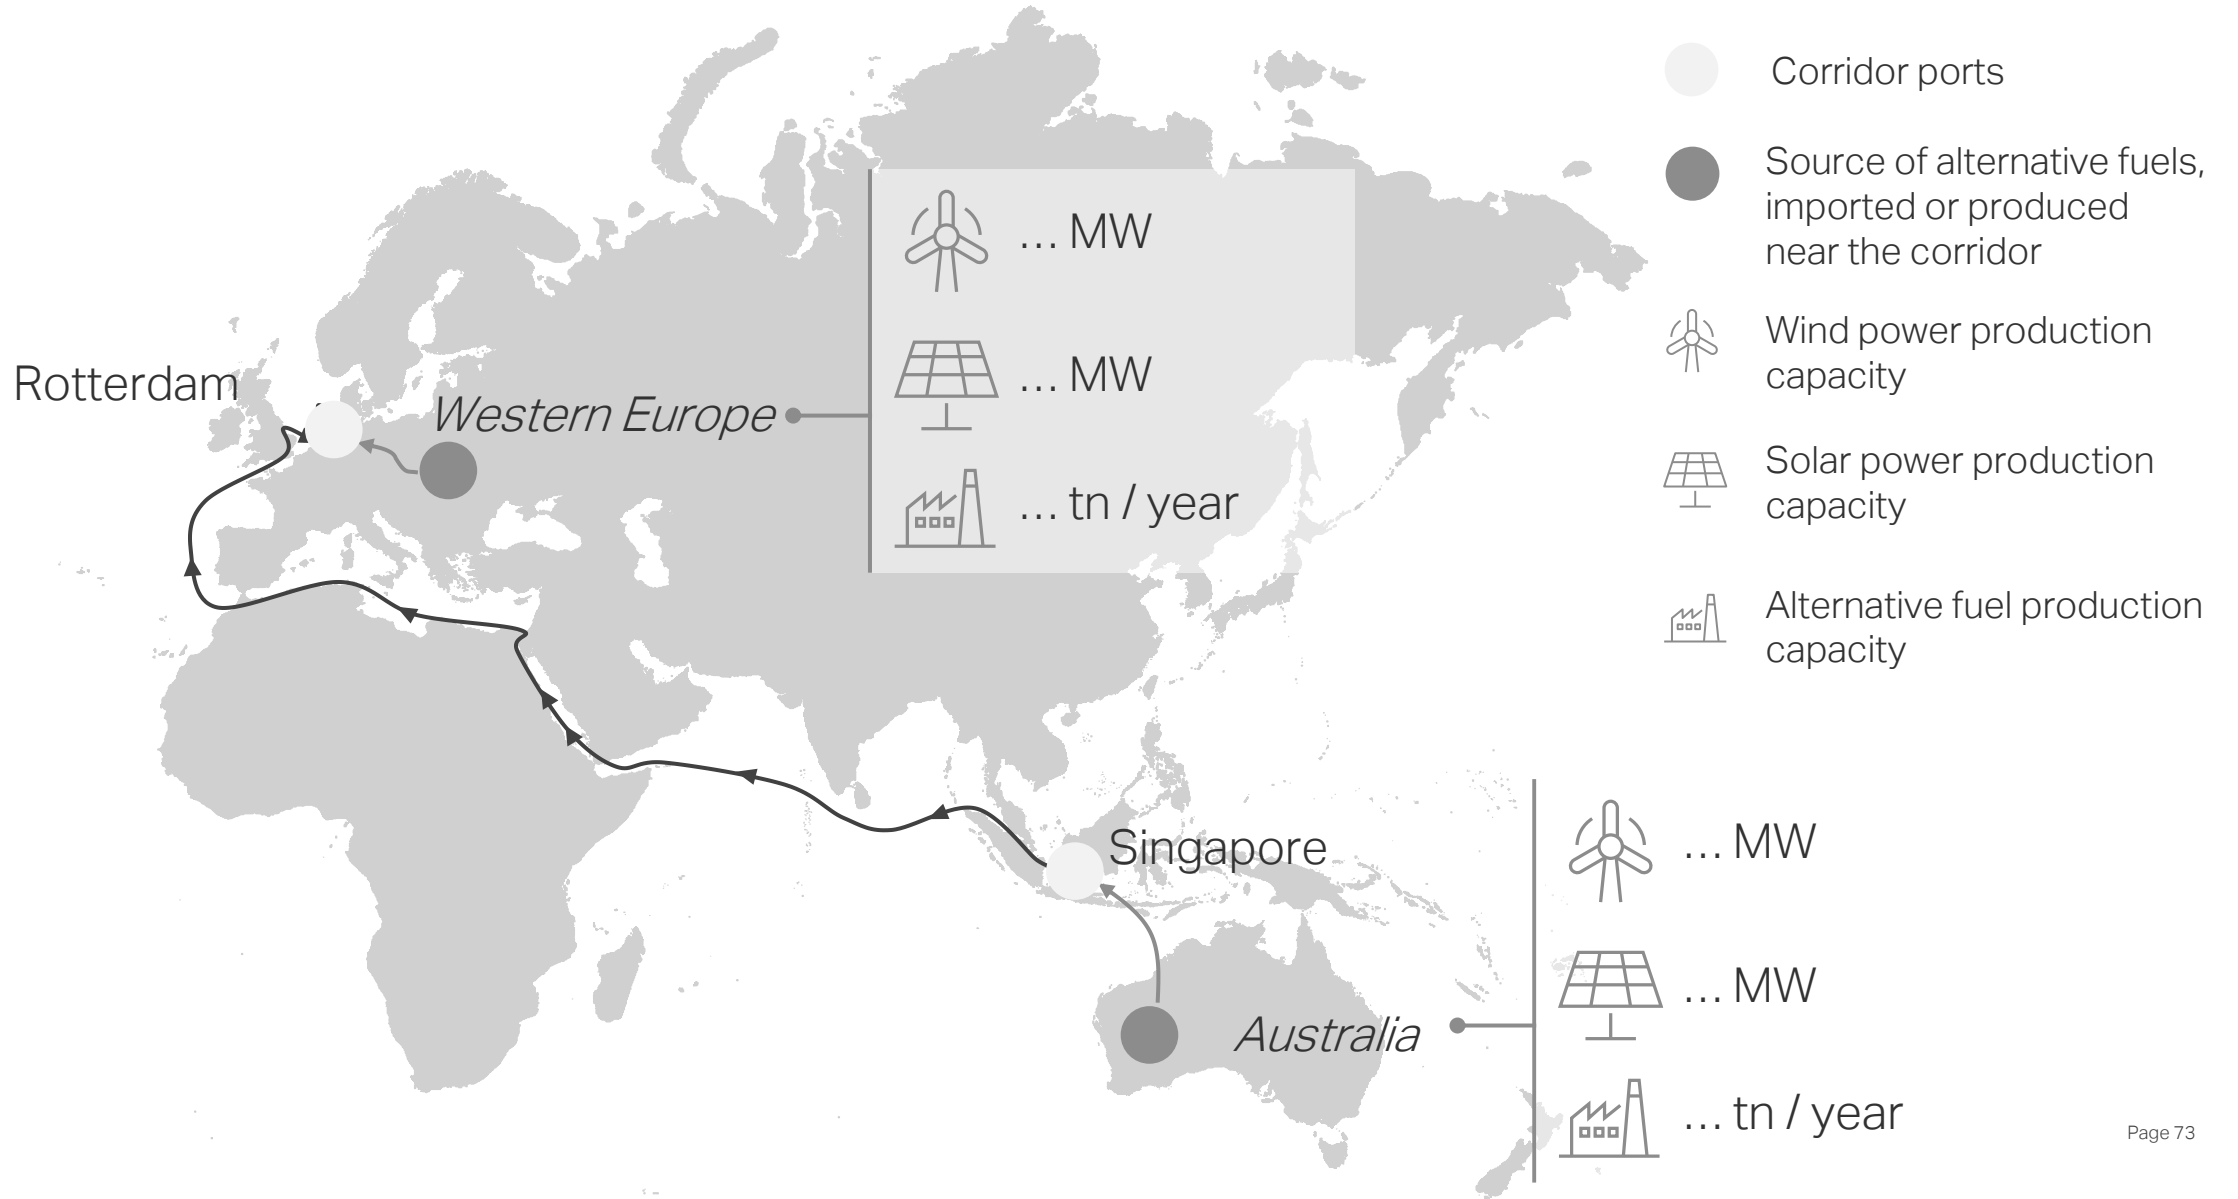 Corridor ports
Source of alternative fuels,
imported or produced
near the corridor
Wind power production
capacity
Solar power production
capacity
Alternative fuel production
capacity
Rotterdam
Western Europe
... MW
... MW
... tn / year
Singapore
Australia
... MW
... MW
... tn / year
Page 73